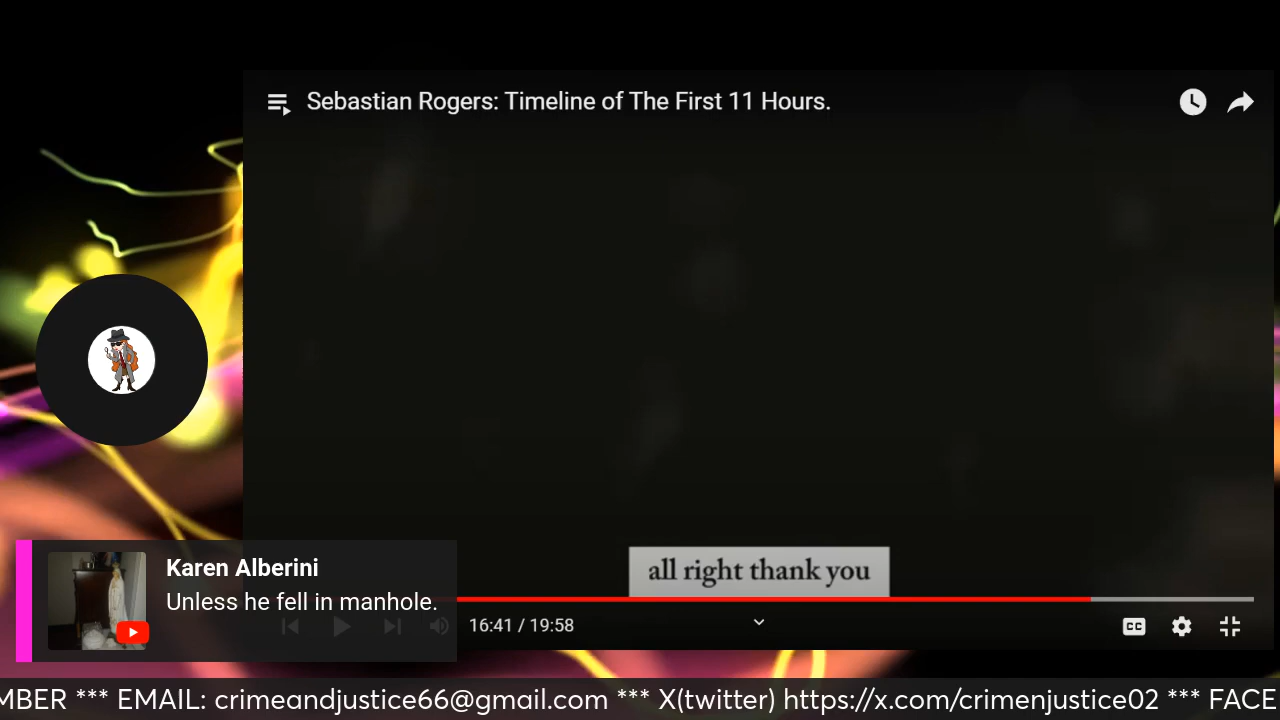 Sebastian Rogers: Timeline of The First 11 Hours.
all right thank you
Karen Alberini
Unless he fell in manhole.
16:41 / 19:58
CC
MBER *** EMAIL: crimeandjustice66@gmail.com *** X(twitter) https://x.com/crimenjustice02 *** FACE